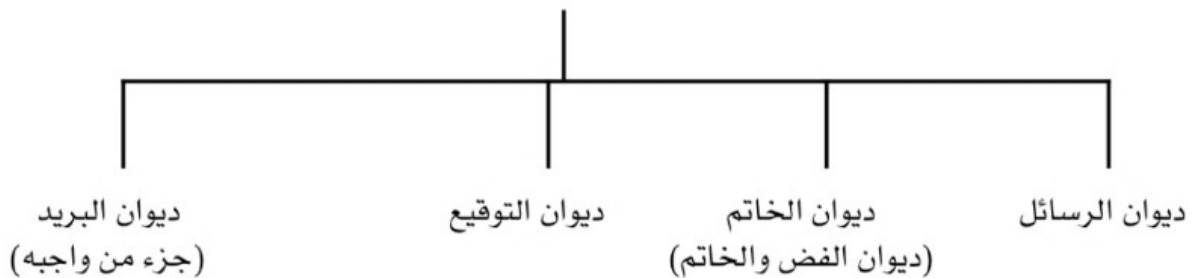 ديوان الرسائل
ديوان الخاتم
(ديوان الفض والخاتم)
ديوان التوقيع
ديوان البريد
(جزء من واجبه)